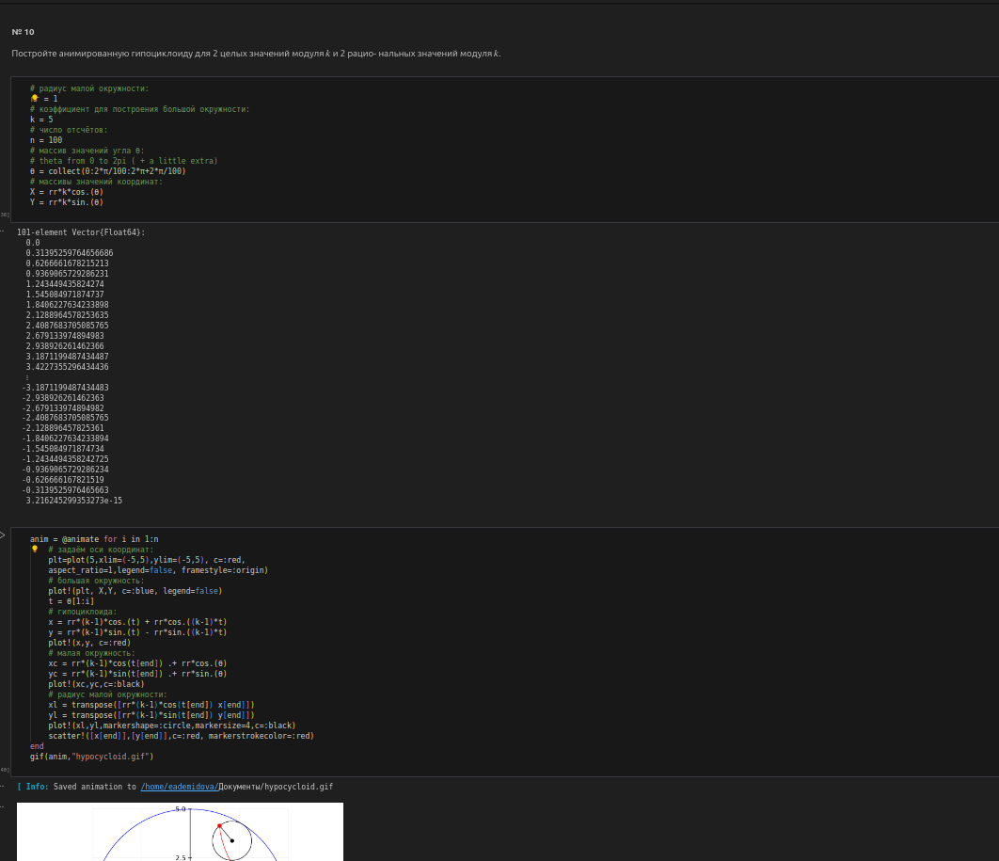 № 10
Постройте анимированную гипоциклоиду для 2 целых значений модуля k и 2 рацио- нальных значений модуля k.
# радиус малой окружности:
= 1
# коэффициент для построения большой окружности:
k = 5
# число отсчётов:
n = 100
# массив значений угла θ:
# theta from 0 to 2pi ( + a little extra)
θ = collect(0:2*π/100:2*π+2*π/100)
# массивы значений координат:
X = rr*k*cos.(θ)
Y = rr*k*sin.(θ)
101-element Vector{Float64}:
0.0
0.31395259764656686
0.6266661678215213
0.9369065729286231
1.243449435824274
1.545084971874737
1.8406227634233898
2.1288964578253635
2.4087683705085765
2.679133974894983
2.938926261462366
3.1871199487434487
3.4227355296434436
⋮
-3.1871199487434483
-2.938926261462363
-2.679133974894982
-2.4087683705085765
-2.128896457825361
-1.8406227634233894
-1.545084971874734
-1.2434494358242725
-0.9369065729286234
-0.626666167821519
-0.3139525976465663
3.216245299353273e-15
anim = @animate for i in 1:n
# задаём оси координат:
plt=plot(5,xlim=(-5,5),ylim=(-5,5), c=:red,
aspect_ratio=1,legend=false, framestyle=:origin)
# большая окружность:
plot!(plt, X,Y, c=:blue, legend=false)
t = θ[1:i]
# гипоциклоида:
x = rr*(k-1)*cos.(t) + rr*cos.((k-1)*t)
y = rr*(k-1)*sin.(t) - rr*sin.((k-1)*t)
plot!(x,y, c=:red)
# малая окружность:
xc = rr*(k-1)*cos(t[end]) .+ rr*cos.(θ)
yc = rr*(k-1)*sin(t[end]) .+ rr*sin.(θ)
plot!(xc,yc,c=:black)
# радиус малой окружности:
xl = transpose([rr*(k-1)*cos(t[end]) x[end]])
yl = transpose([rr*(k-1)*sin(t[end]) y[end]])
plot!(xl,yl,markershape=:circle,markersize=4,c=:black)
scatter!([x[end]],[y[end]],c=:red, markerstrokecolor=:red)
end
gif(anim,"hypocycloid.gif")
[ Info: Saved animation to /home/eademidova/Документы/hypocycloid.gif
5.0
2.5